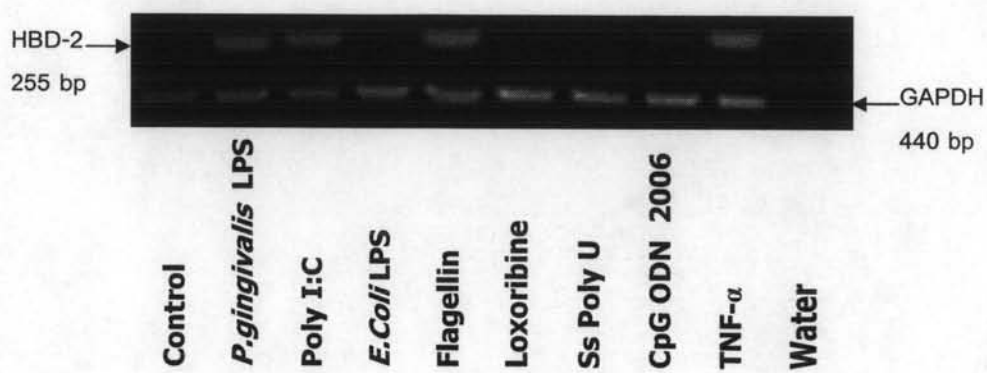 HBD-2
255 bp
GAPDH
440 bp
Control
P.gingivalis LPS
Poly I:C
E.Coli LPS
Flagellin
Loxoribine
Ss Poly U
CpG ODN 2006
TNF-α
Water